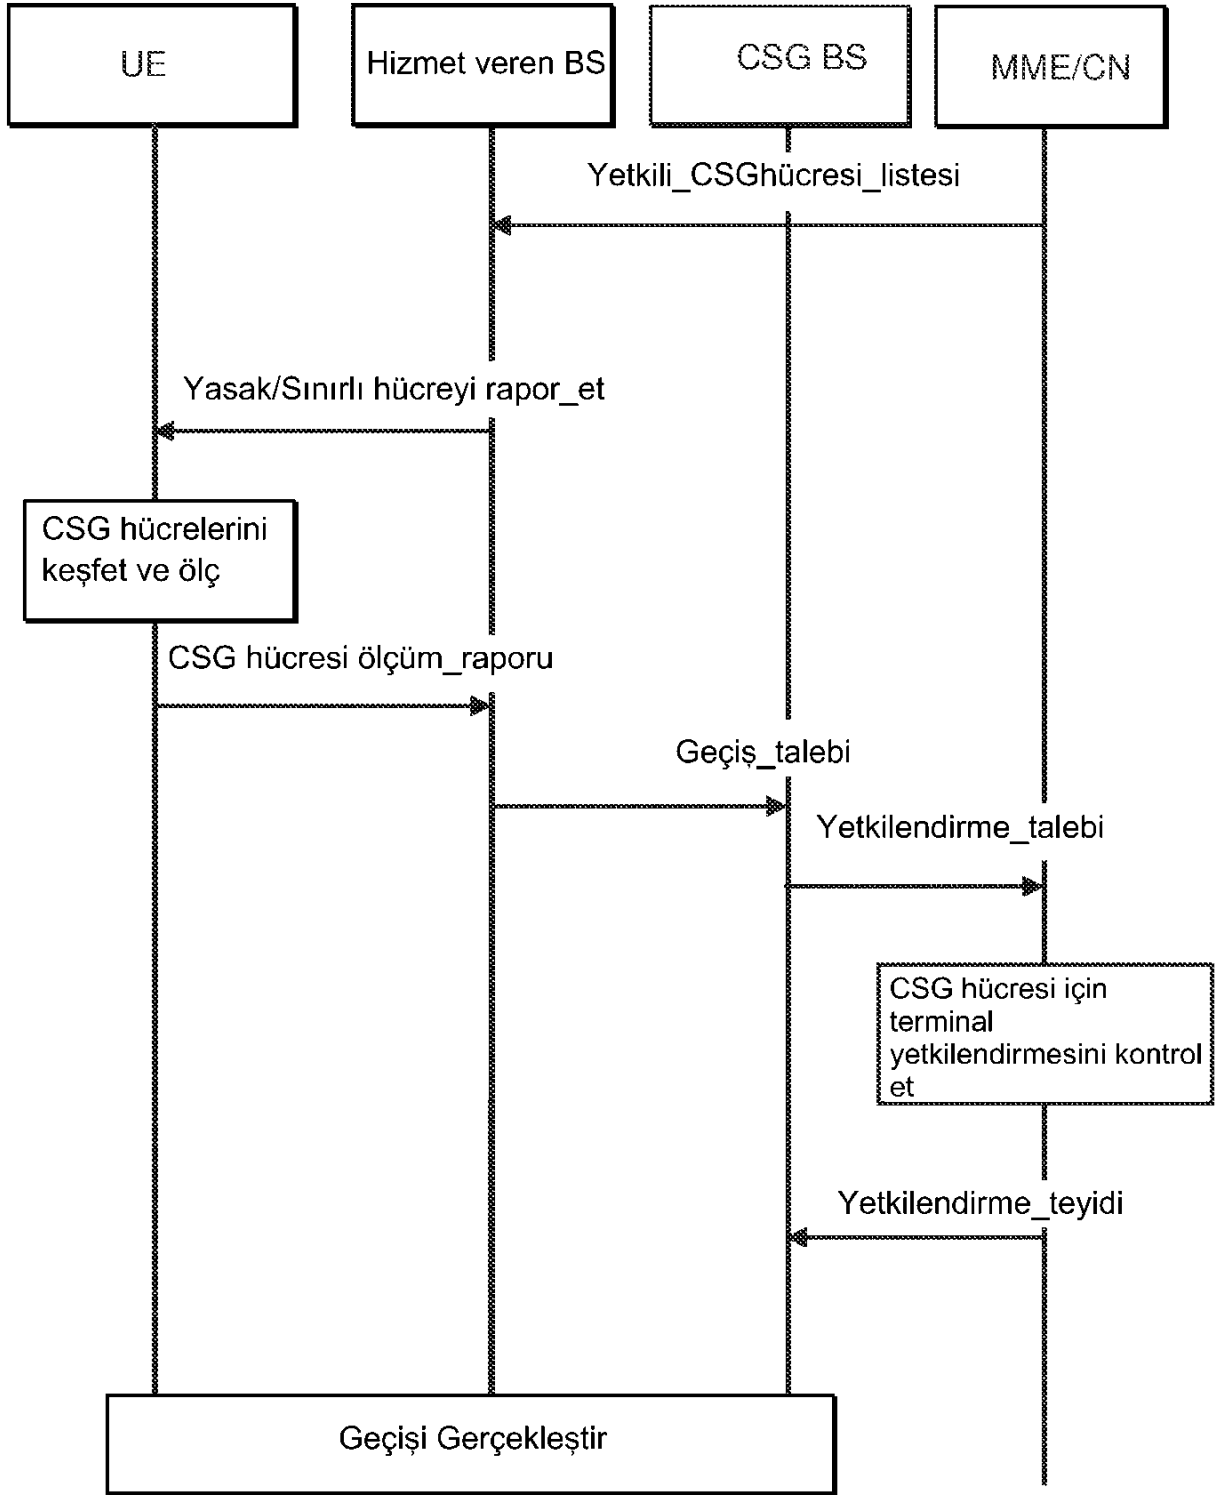 UE
Hizmet veren BS
CSG BS
MME/CN
Yetkili_CSGhücresi_listesi
Yasak/Sınırlı hücreyi rapor_et
CSG hücrelerini
keşfet ve ölç
CSG hücresi ölçüm_raporu
Geçiş_talebi
Yetkilendirme_talebi
CSG hücresi için
terminal
yetkilendirmesini kontrol
et
Yetkilendirme_teyidi
Geçişi Gerçekleştir